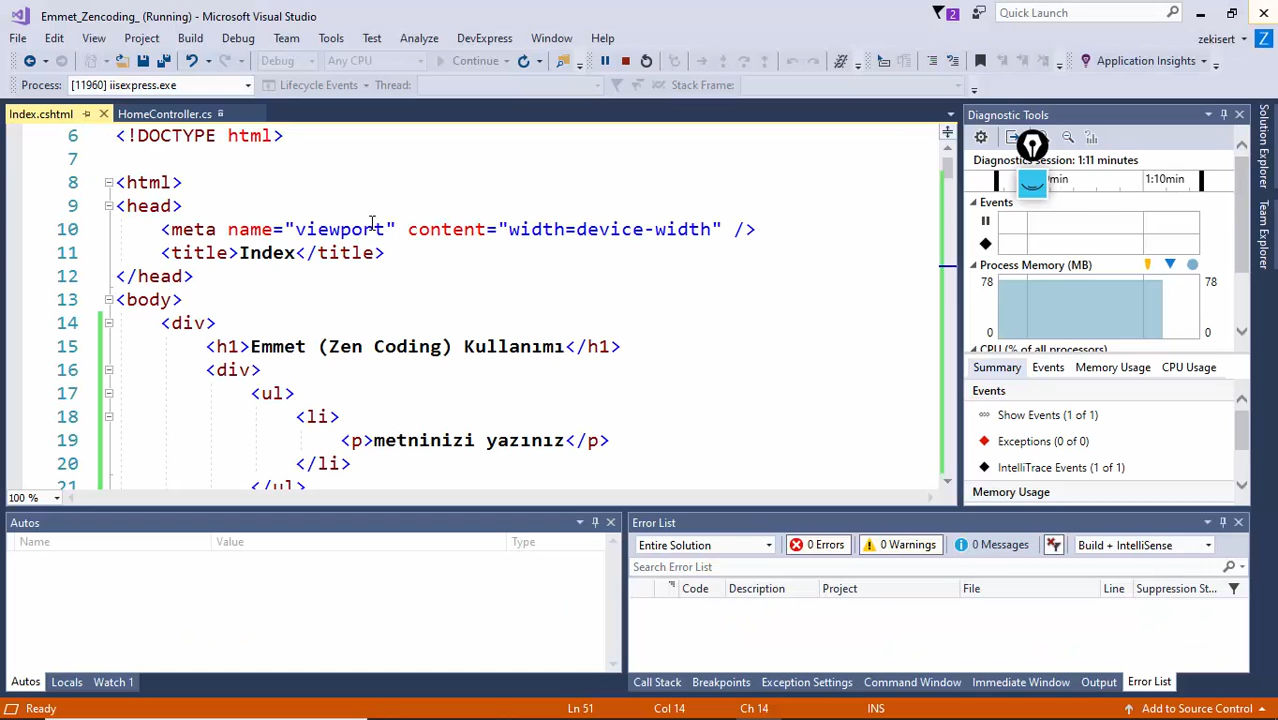 Emmet_Zencoding_ (Running) - Microsoft Visual Studio
2
Quick Launch
File Edit View Project Build Debug Team Tools Test Analyze DevExpress Window Help
zekisert Z
Debug Any CPU Continue Application Insights
Process: [11960] iisexpress.exe Lifecycle Events Thread: Stack Frame:
Index.cshtml HomeController.cs
6 <!DOCTYPE html>
7
8 <html>
9 <head>
10 <meta name="viewport" content="width=device-width" />
11 <title>Index</title>
12 </head>
13 <body>
14 <div>
15 <h1>Emmet (Zen Coding) Kullanımı</h1>
16 <div>
17 <ul>
18 <li>
19 <p>metninizi yazınız</p>
20 </li>
21 </ul>
100 %
Diagnostic Tools
Diagnostics session: 1:11 minutes
min 1:10min
Events
Process Memory (MB)
78 78
0 0
CPU (% of all processors)
Summary Events Memory Usage CPU Usage
Events
Show Events (1 of 1)
Exceptions (0 of 0)
IntelliTrace Events (1 of 1)
Memory Usage
Solution Explorer
Team Explorer
Autos
Name Value Type
Autos Locals Watch 1
Error List
Entire Solution 0 Errors 0 Warnings 0 Messages Build + IntelliSense
Search Error List
Code Description Project File Line Suppression St...
Call Stack Breakpoints Exception Settings Command Window Immediate Window Output Error List
Ready Ln 51 Col 14 Ch 14 INS Add to Source Control